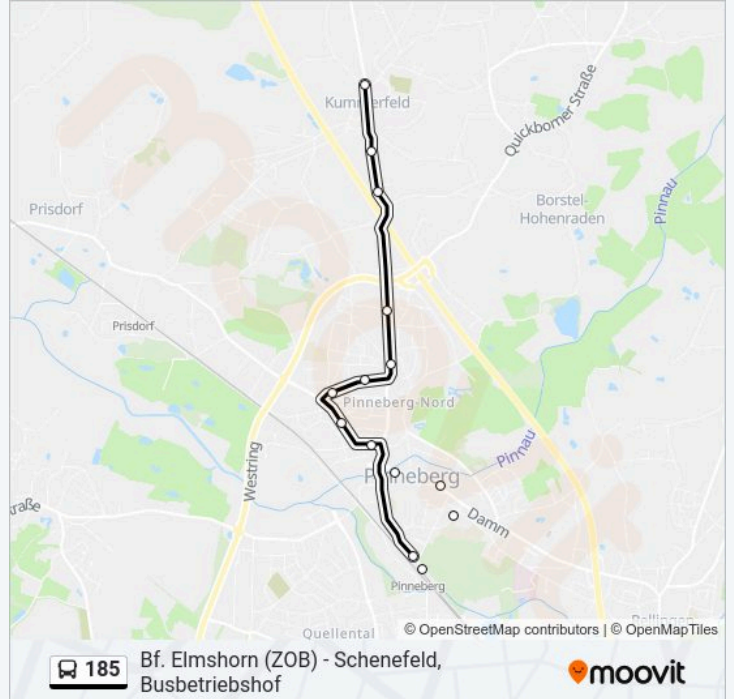 Kummerfeld
Quickborner Straße
Prisdorf
Borstel-
Hohenraden
Pinnau
Prisdorf
Pinneberg-Nord
Westring
Pinnau
Pinneberg
raße
Damm
Pinneberg
Quellental
© OpenStreetMap contributors | © OpenMapTiles
185
Bf. Elmshorn (ZOB) - Schenefeld,
Busbetriebshof
moovit